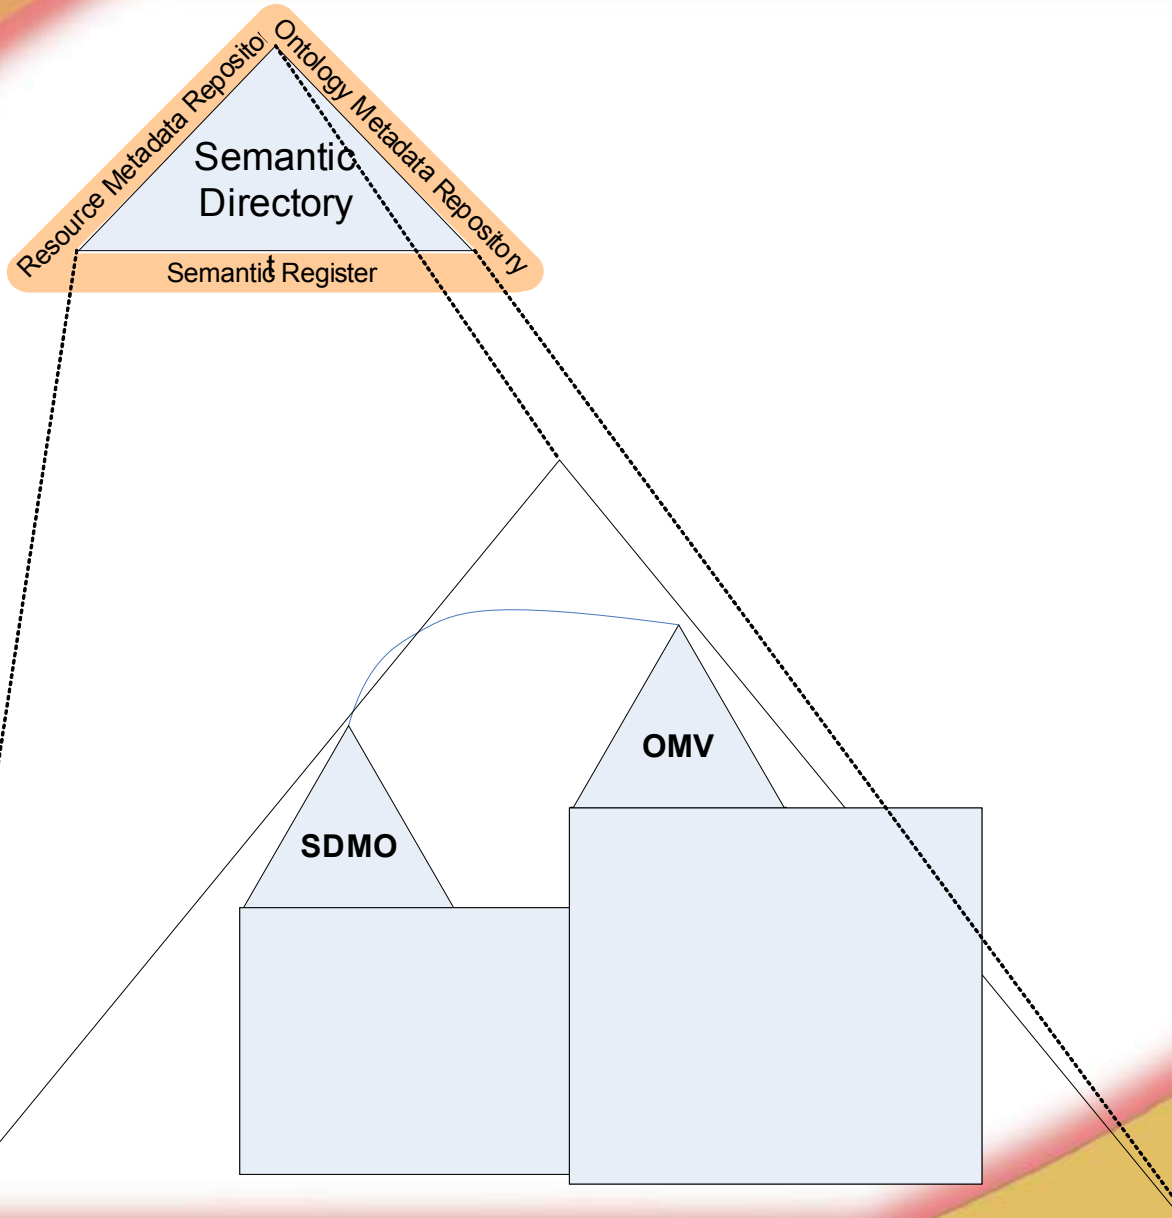 Resource Metadata Reposito
Ontology Metadata Repository
Semantic
Directory
t
Semantic Register
OMV
SDMO